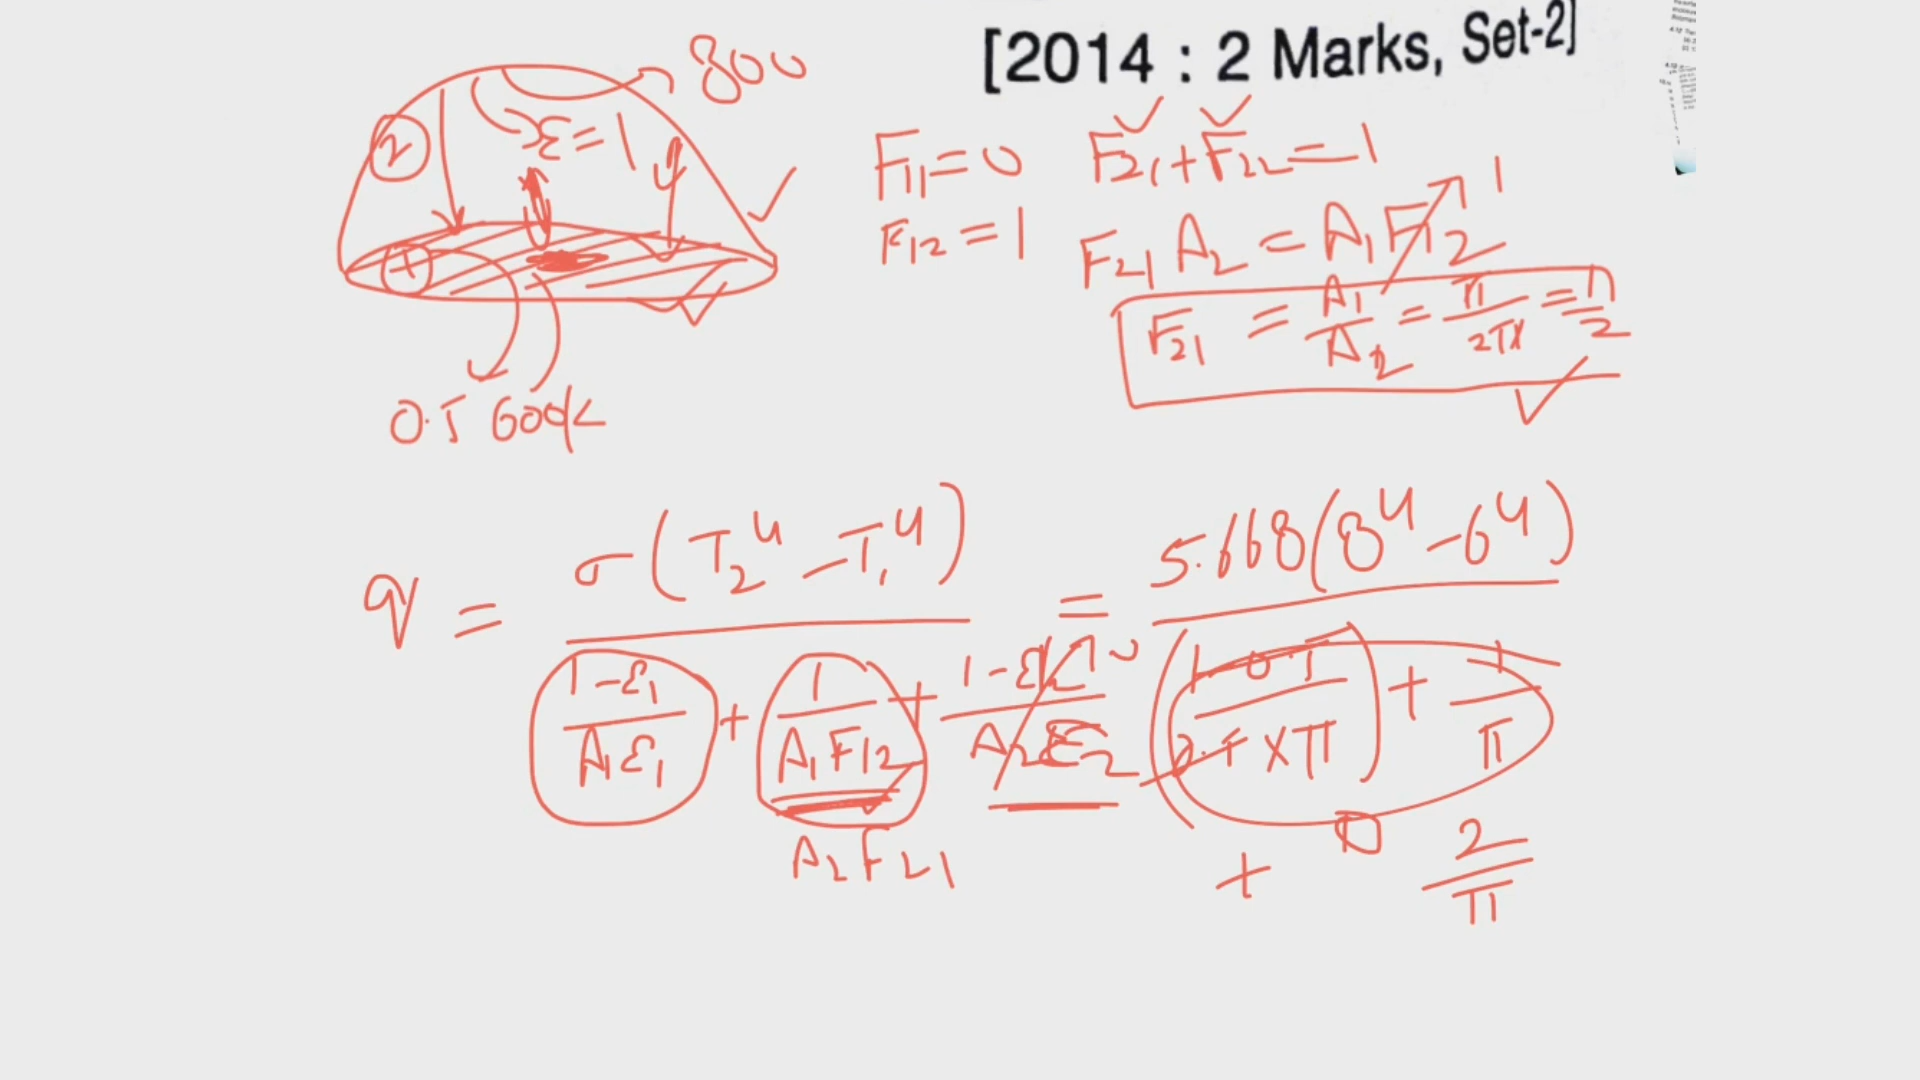 [2014 : 2 Marks, Set-2]
800
2
ε=1
1
0.5 600k
F11=0 F21+F22=1
F12=1 F21 A2 = A1 F12 1
F21 = A1/A2 = π/2π = 1/2
q = σ(T2^4 - T1^4) / (1-ε1/A1ε1 + 1/A1F12 + 1-ε2/A2ε2 0) = 5.668(8^4 - 6^4) / ((1-0.5/0.5×π) + 1/π)
A2F21
+ 2/π